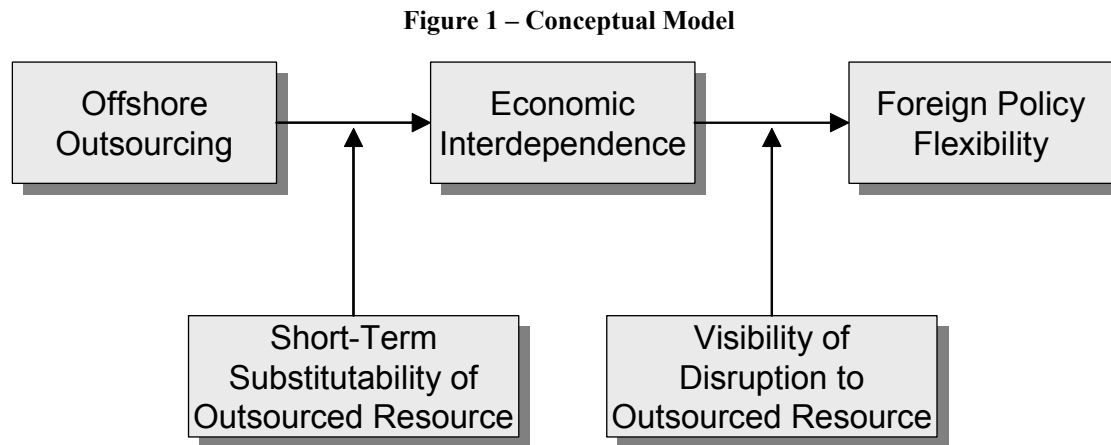 Figure 1 – Conceptual Model
Offshore
Outsourcing
Economic
Interdependence
Foreign Policy
Flexibility
Short-Term
Substitutability of
Outsourced Resource
Visibility of
Disruption to
Outsourced Resource